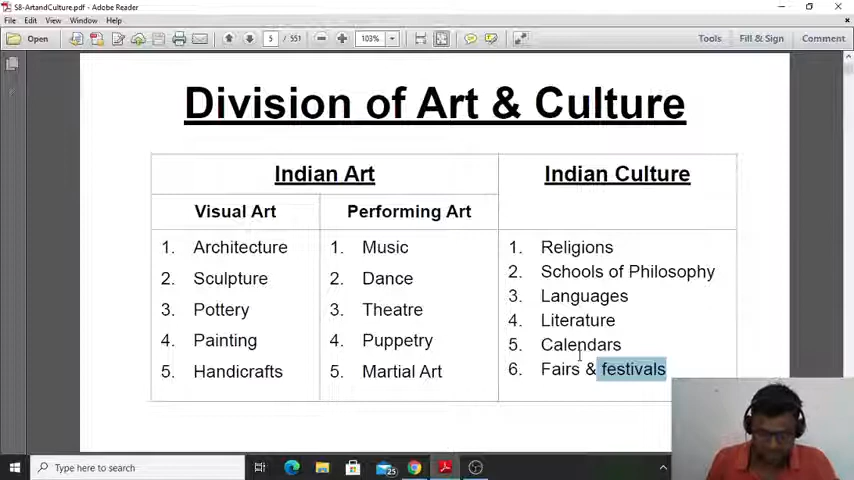 S8-ArtandCulture.pdf - Adobe Reader
File Edit View Window Help
Open 5 / 551 103% Tools Fill & Sign Comment
Division of Art & Culture
Indian Art Indian Culture
Visual Art Performing Art
1. Architecture
2. Sculpture
3. Pottery
4. Painting
5. Handicrafts
1. Music
2. Dance
3. Theatre
4. Puppetry
5. Martial Art
1. Religions
2. Schools of Philosophy
3. Languages
4. Literature
5. Calendars
6. Fairs & festivals
Type here to search
25